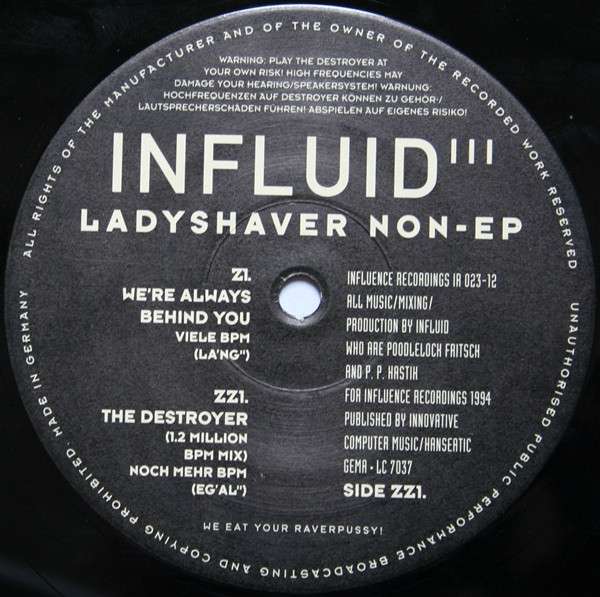 WARNING: PLAY THE DESTROYER AT
YOUR OWN RISK! HIGH FREQUENCIES MAY
DAMAGE YOUR HEARING/SPEAKERSYSTEM! WARNUNG:
HOCHFREQUENZEN AUF DESTROYER KÖNNEN ZU GEHÖR-/
LAUTSPRECHERSCHÄDEN FÜHREN! ABSPIELEN AUF EIGENES RISIKO!
INFLUID III
LADYSHAVER NON-EP
Z1.
WE'RE ALWAYS
BEHIND YOU
VIELE BPM
(LA'NG")
ZZ1.
THE DESTROYER
(1.2 MILLION
BPM MIX)
NOCH MEHR BPM
(EG'AL")
INFLUENCE RECORDINGS IR 023-12
ALL MUSIC/MIXING/
PRODUCTION BY INFLUID
WHO ARE POODLELOCH FRITSCH
AND P. P. HASTIK
FOR INFLUENCE RECORDINGS 1994
PUBLISHED BY INNOVATIVE
COMPUTER MUSIC/HANSEATIC
GEMA · LC 7037
SIDE ZZ1.
WE EAT YOUR RAVERPUSSY!
MADE IN GERMANY ALL RIGHTS OF THE MANUFACTURER AND OF THE OWNER OF THE RECORDED WORK RESERVED UNAUTHORISED PUBLIC PERFORMANCE BROADCASTING AND COPYING PROHIBITED.